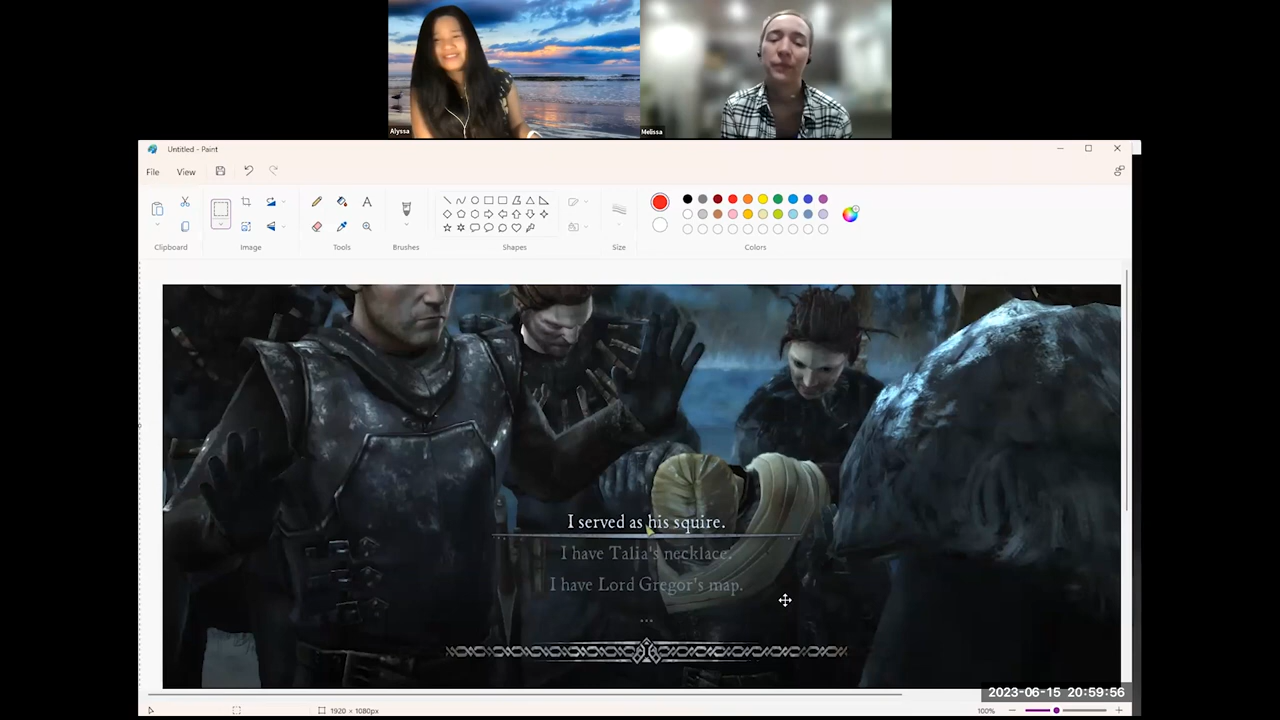 Alyssa
Melissa
Untitled - Paint
File
View
A
Clipboard
Image
Tools
Brushes
Shapes
Size
Colors
I served as his squire.
I have Talia's necklace.
I have Lord Gregor's map.
...
2023-06-15 20:59:56
1920 × 1080px
100%